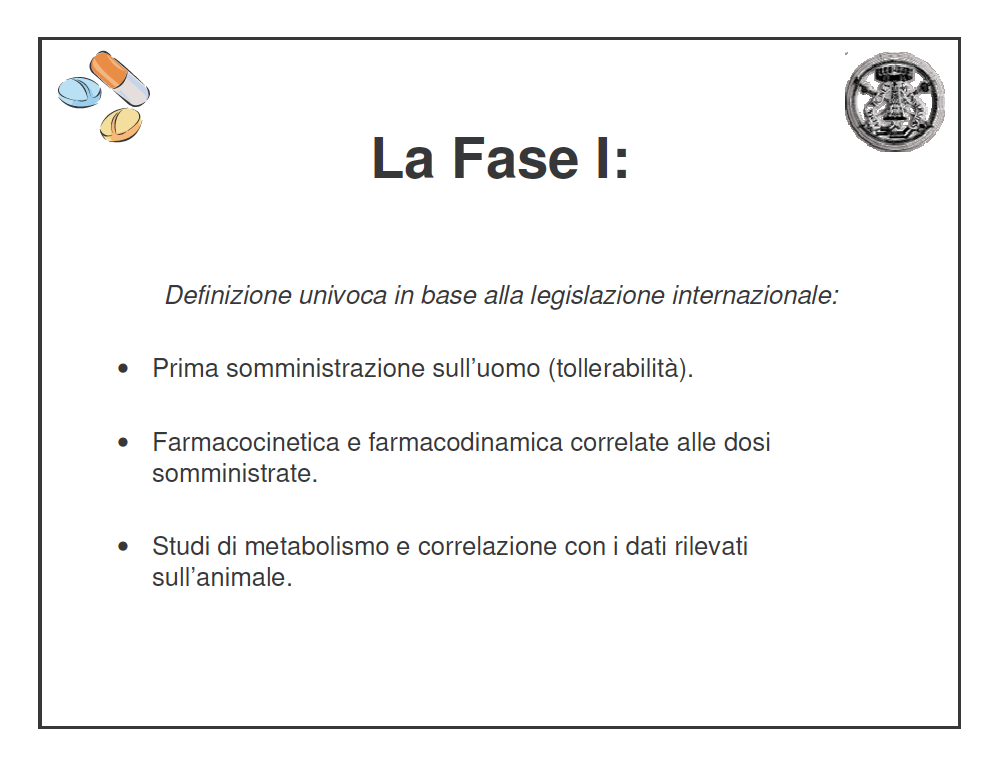 La Fase I:
Definizione univoca in base alla legislazione internazionale:
• Prima somministrazione sull’uomo (tollerabilità).
• Farmacocinetica e farmacodinamica correlate alle dosi
somministrate.
• Studi di metabolismo e correlazione con i dati rilevati
sull’animale.